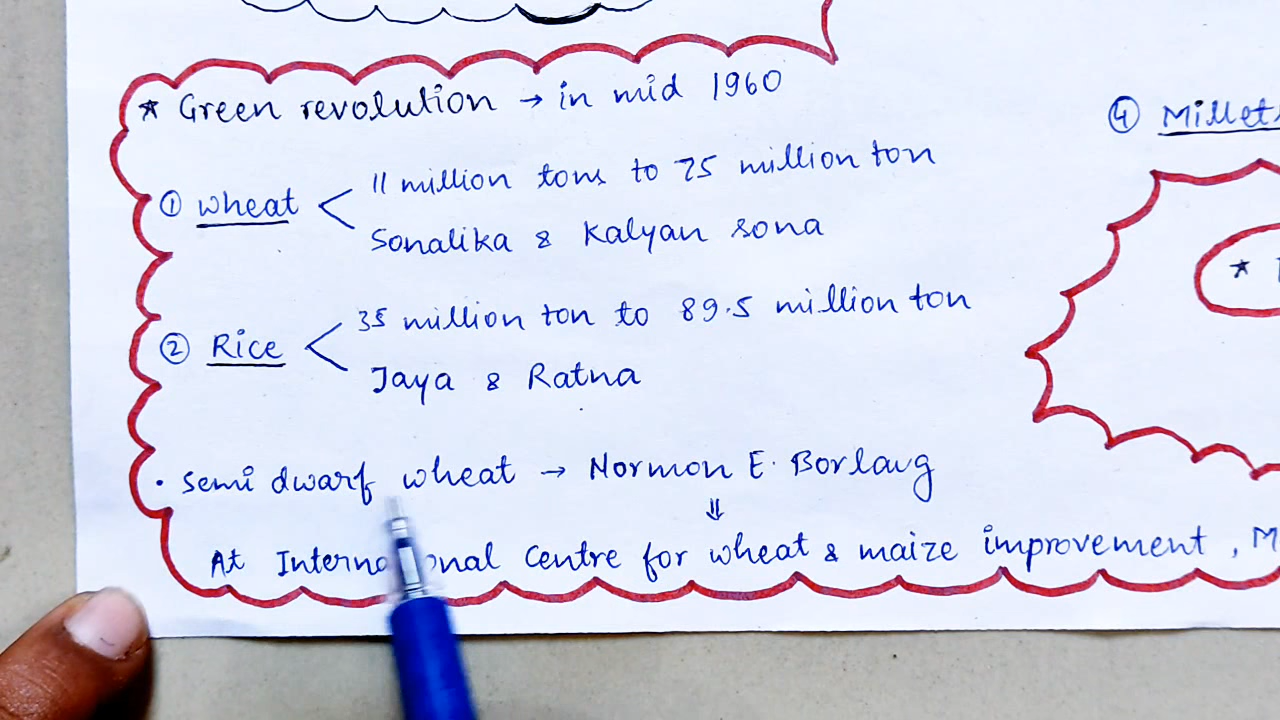 * Green revolution → in mid 1960
④ Millets
① wheat < 11 million tons to 75 million ton
Sonalika & Kalyan sona
*
② Rice < 35 million ton to 89.5 million ton
Jaya & Ratna
• semi dwarf wheat → Normon E. Borlaug
⇓
At International Centre for wheat & maize improvement, M